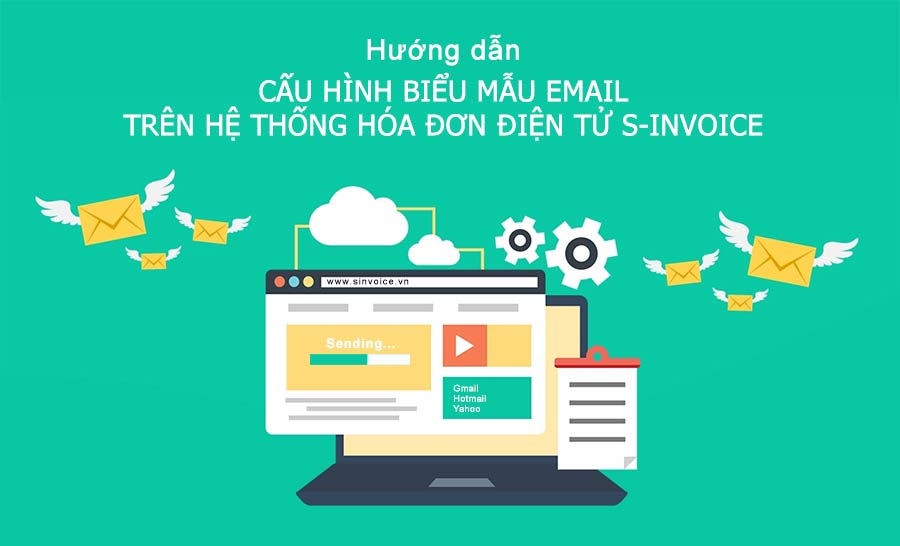 Hướng dẫn
CẤU HÌNH BIỂU MẪU EMAIL
TRÊN HỆ THỐNG HÓA ĐƠN ĐIỆN TỬ S-INVOICE
www.sinvoice.vn
Sending...
Gmail
Hotmail
Yahoo